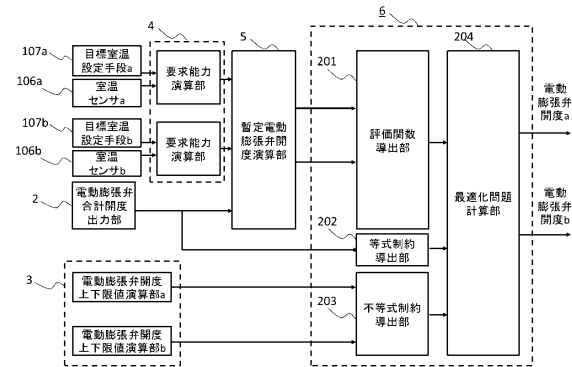 107a
目標室温
設定手段a
106a
室温
センサa
107b
目標室温
設定手段b
106b
室温
センサb
2
電動膨張弁
合計開度
出力部
3
電動膨張弁開度
上下限値演算部a
電動膨張弁開度
上下限値演算部b
4
要求能力
演算部
要求能力
演算部
5
暫定電動
膨張弁開
度演算部
6
201
評価関数
導出部
202
等式制約
導出部
203
不等式制約
導出部
204
最適化問題
計算部
電動
膨張弁
開度a
電動
膨張弁
開度b